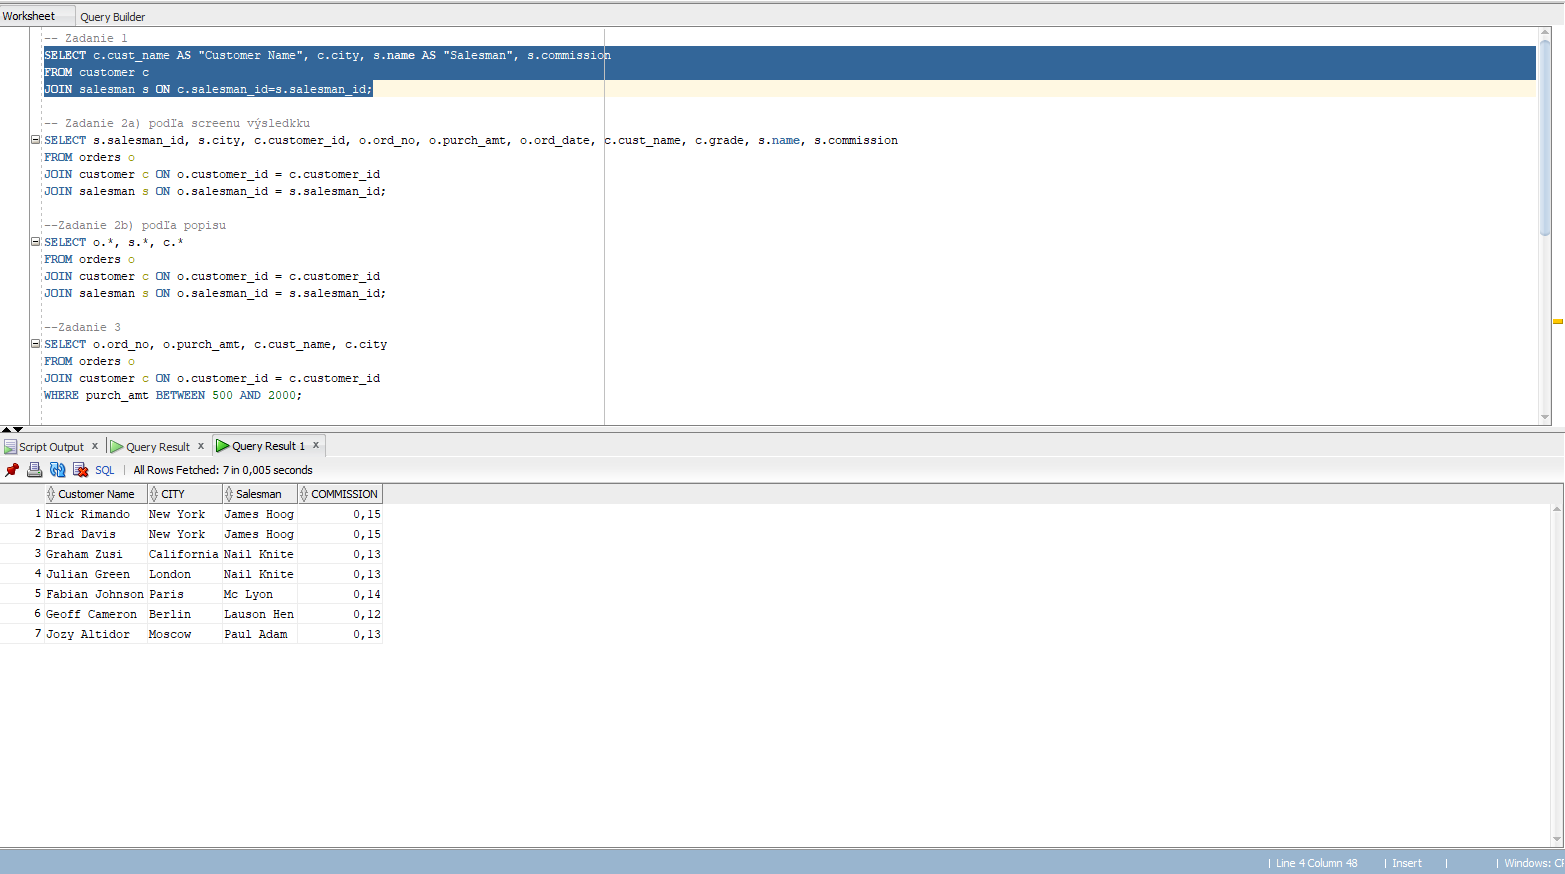 Worksheet Query Builder
-- Zadanie 1
SELECT c.cust_name AS "Customer Name", c.city, s.name AS "Salesman", s.commission
FROM customer c
JOIN salesman s ON c.salesman_id=s.salesman_id;
-- Zadanie 2a) podľa screenu výsledkku
SELECT s.salesman_id, s.city, c.customer_id, o.ord_no, o.purch_amt, o.ord_date, c.cust_name, c.grade, s.name, s.commission
FROM orders o
JOIN customer c ON o.customer_id = c.customer_id
JOIN salesman s ON o.salesman_id = s.salesman_id;
--Zadanie 2b) podľa popisu
SELECT o.*, s.*, c.*
FROM orders o
JOIN customer c ON o.customer_id = c.customer_id
JOIN salesman s ON o.salesman_id = s.salesman_id;
--Zadanie 3
SELECT o.ord_no, o.purch_amt, c.cust_name, c.city
FROM orders o
JOIN customer c ON o.customer_id = c.customer_id
WHERE purch_amt BETWEEN 500 AND 2000;
Script Output x Query Result x Query Result 1 x
SQL | All Rows Fetched: 7 in 0,005 seconds
Customer Name CITY Salesman COMMISSION
1 Nick Rimando New York James Hoog 0,15
2 Brad Davis New York James Hoog 0,15
3 Graham Zusi California Nail Knite 0,13
4 Julian Green London Nail Knite 0,13
5 Fabian Johnson Paris Mc Lyon 0,14
6 Geoff Cameron Berlin Lauson Hen 0,12
7 Jozy Altidor Moscow Paul Adam 0,13
| Line 4 Column 48 | Insert | | Windows: